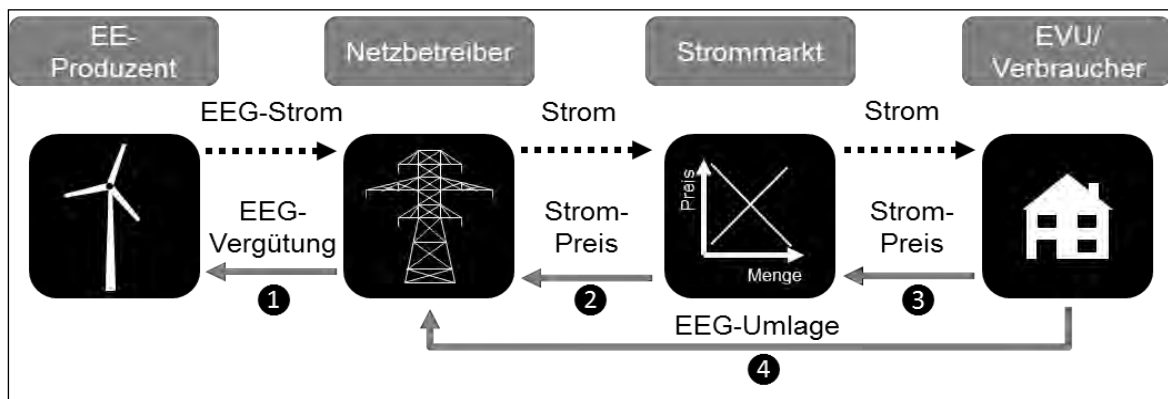 EE-
Produzent
Netzbetreiber
Strommarkt
EVU/
Verbraucher
EEG-Strom
Strom
Strom
EEG-
Vergütung
Strom-
Preis
Preis
Menge
Strom-
Preis
1
2
3
EEG-Umlage
4